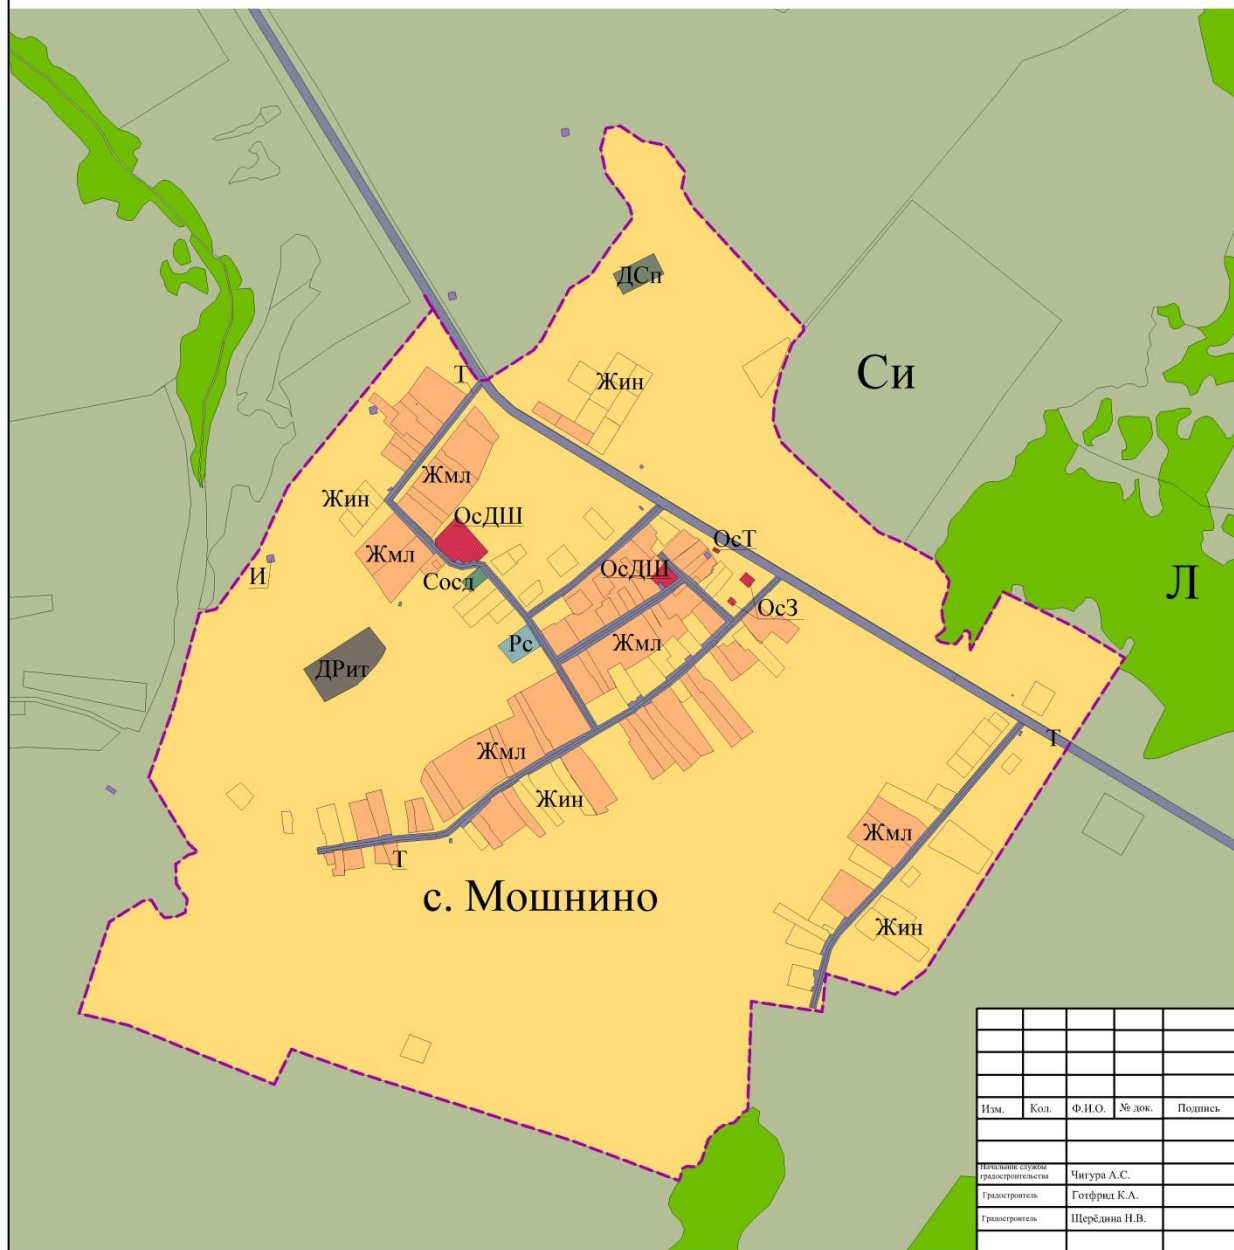 ДСп
Си
Т
Жин
Жмл
Жин
ОсДШ
ОсТ
Жмл
ОсДШ
И
Сосд
Л
ОсЗ
Рс
Жмл
ДРит
Т
Жмл
Жин
Жмл
Т
с. Мошнино
Жин
Изм. Кол. Ф.И.О. № док. Подпись
Начальник службы
градостроительства Чигура А.С.
Градостроитель Готфрид К.А.
Градостроитель Щерёдина Н.В.